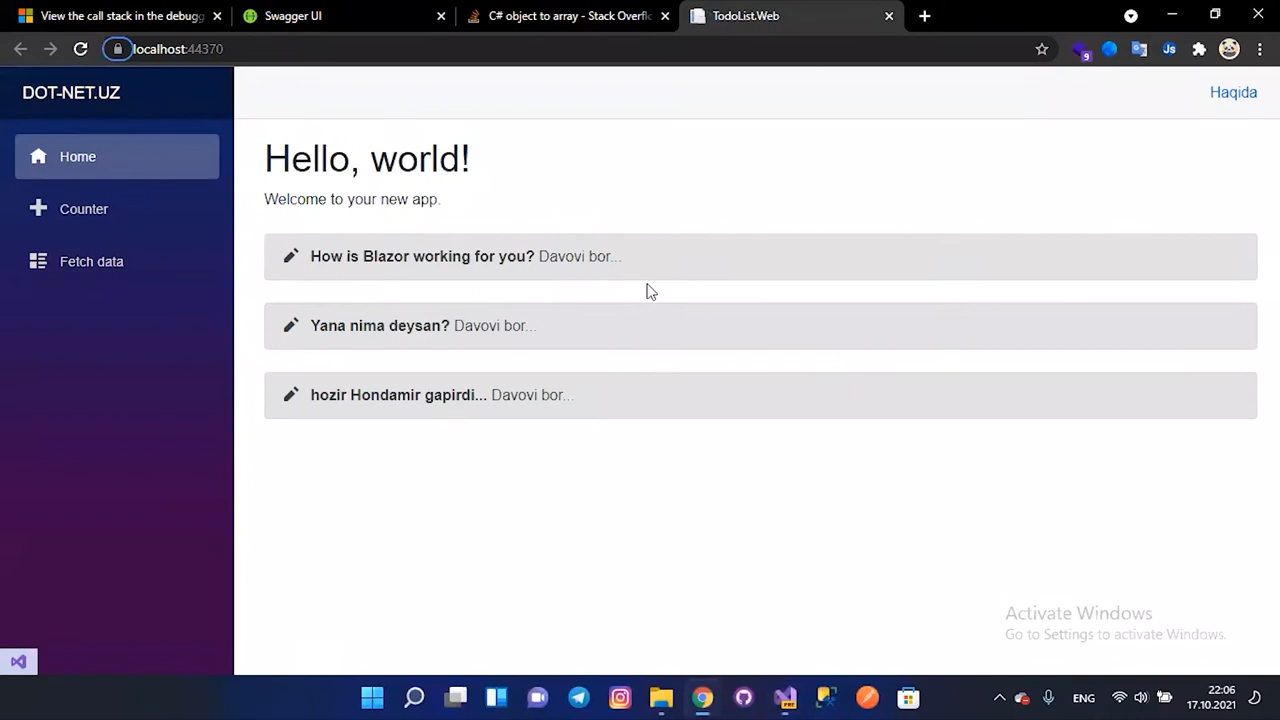 View the call stack in the debugg
Swagger UI
C# object to array - Stack Overflo
TodoList.Web
localhost:44370
9
Js
DOT-NET.UZ
Haqida
Home
Counter
Fetch data
Hello, world!
Welcome to your new app.
How is Blazor working for you? Davovi bor...
Yana nima deysan? Davovi bor...
hozir Hondamir gapirdi... Davovi bor...
Activate Windows
Go to Settings to activate Windows.
PRE
ENG
22:06
17.10.2021